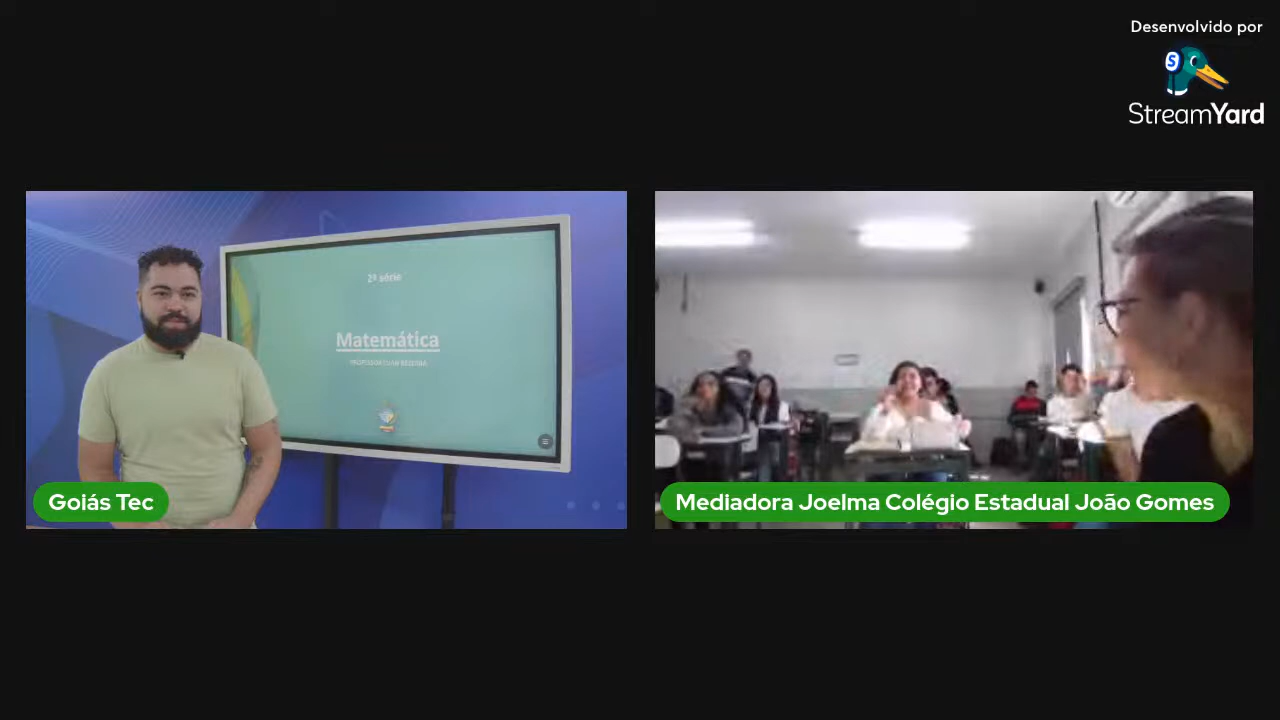 Desenvolvido por
StreamYard
2ª série
Matemática
Goiás Tec
Mediadora Joelma Colégio Estadual João Gomes